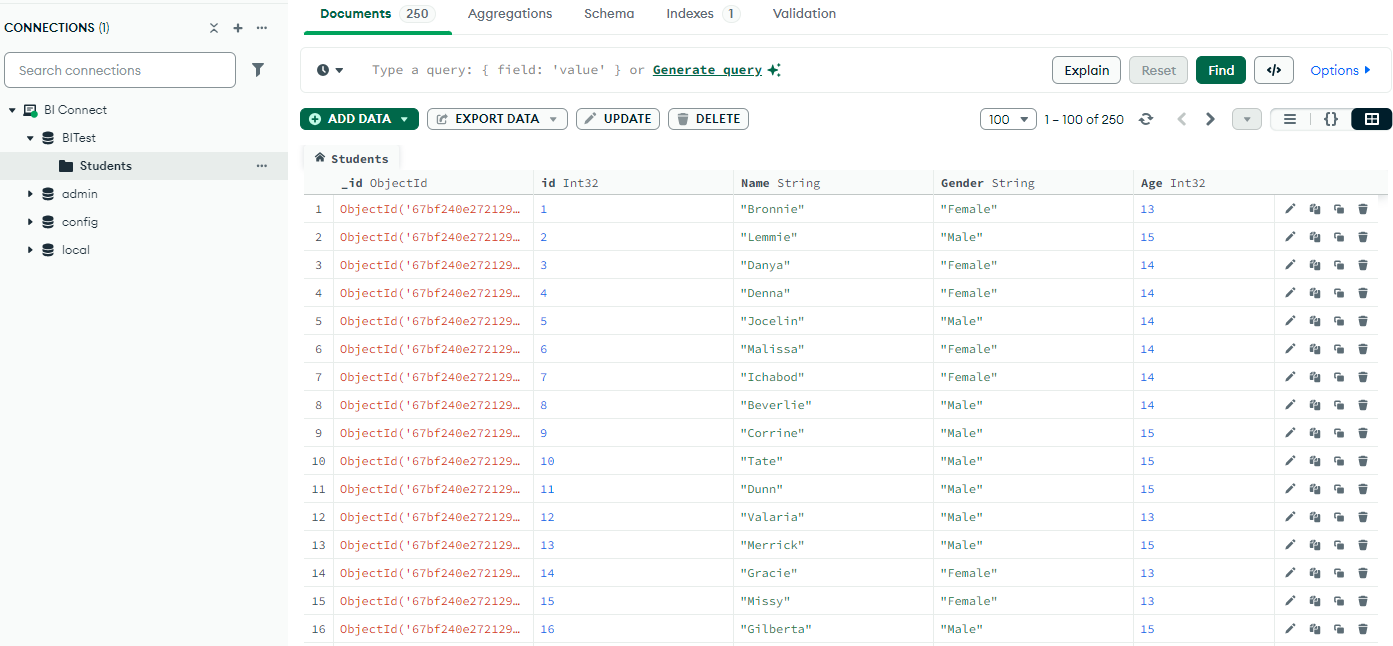 CONNECTIONS (1)
Search connections
BI Connect
BITest
Students
admin
config
local
Documents 250 Aggregations Schema Indexes 1 Validation
Type a query: { field: 'value' } or Generate query Explain Reset Find </> Options
ADD DATA EXPORT DATA UPDATE DELETE 100 1 – 100 of 250 {}
Students
_id ObjectId id Int32 Name String Gender String Age Int32
1 ObjectId('67bf240e272129… 1 "Bronnie" "Female" 13
2 ObjectId('67bf240e272129… 2 "Lemmie" "Male" 15
3 ObjectId('67bf240e272129… 3 "Danya" "Female" 14
4 ObjectId('67bf240e272129… 4 "Denna" "Female" 14
5 ObjectId('67bf240e272129… 5 "Jocelin" "Male" 14
6 ObjectId('67bf240e272129… 6 "Malissa" "Female" 14
7 ObjectId('67bf240e272129… 7 "Ichabod" "Female" 14
8 ObjectId('67bf240e272129… 8 "Beverlie" "Male" 14
9 ObjectId('67bf240e272129… 9 "Corrine" "Male" 15
10 ObjectId('67bf240e272129… 10 "Tate" "Male" 15
11 ObjectId('67bf240e272129… 11 "Dunn" "Male" 15
12 ObjectId('67bf240e272129… 12 "Valaria" "Male" 13
13 ObjectId('67bf240e272129… 13 "Merrick" "Male" 15
14 ObjectId('67bf240e272129… 14 "Gracie" "Female" 13
15 ObjectId('67bf240e272129… 15 "Missy" "Female" 13
16 ObjectId('67bf240e272129… 16 "Gilberta" "Male" 15